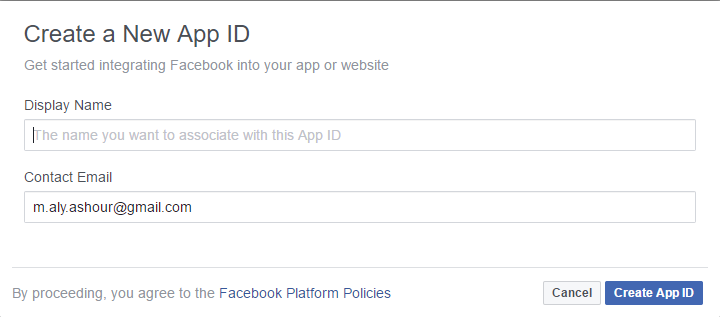 Create a New App ID
Get started integrating Facebook into your app or website
Display Name
The name you want to associate with this App ID
Contact Email
m.aly.ashour@gmail.com
By proceeding, you agree to the Facebook Platform Policies Cancel Create App ID